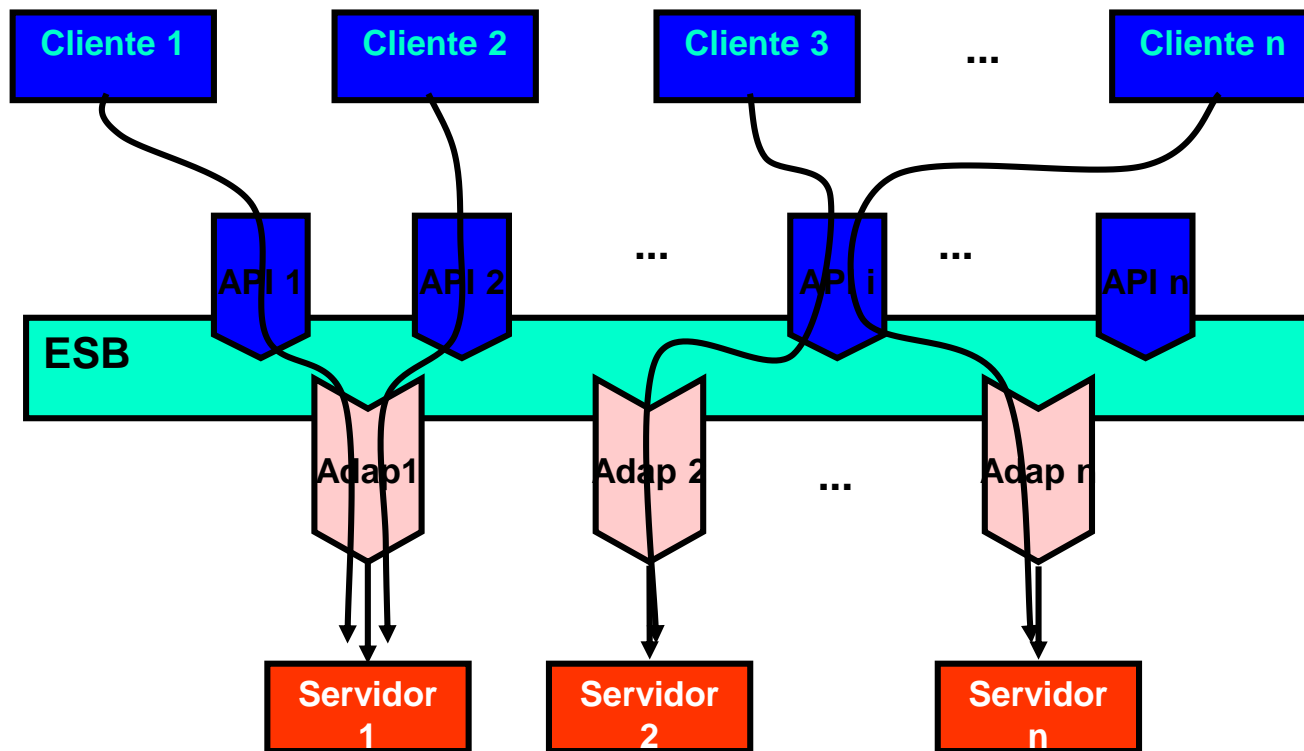 Cliente 1
Cliente 2
Cliente 3
...
Cliente n
API 1
API 2
...
API i
...
API n
ESB
Adap1
Adap 2
...
Adap n
Servidor
1
Servidor
2
Servidor
n